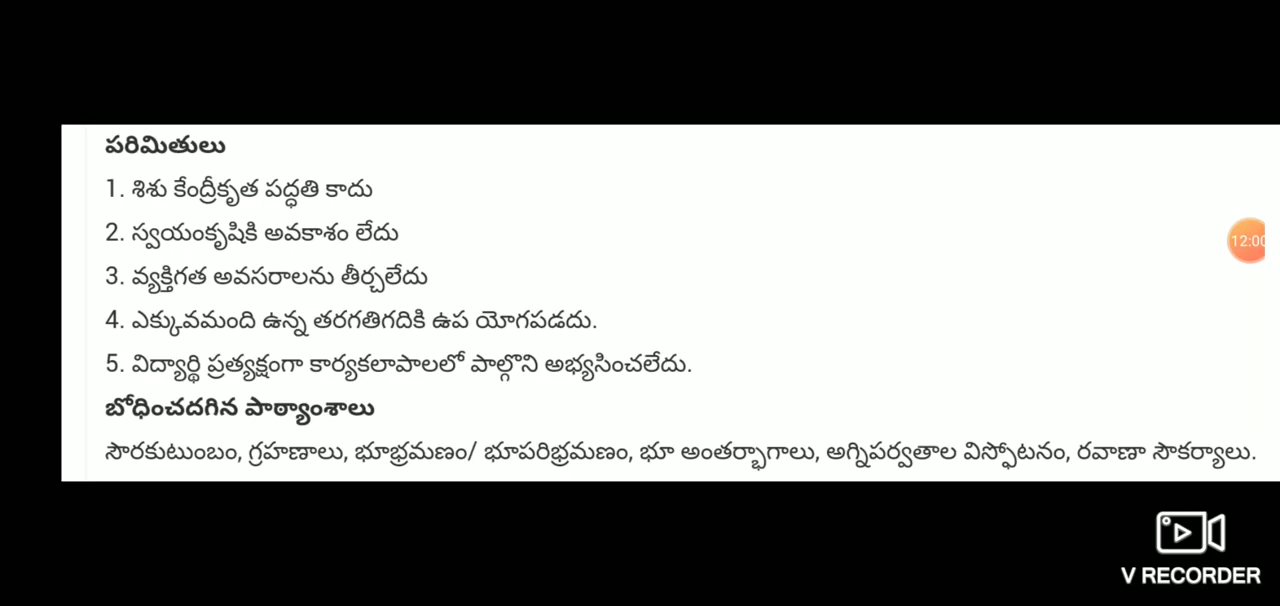 పరిమితులు
1. శిశు కేంద్రీకృత పద్ధతి కాదు
2. స్వయంకృషికి అవకాశం లేదు
3. వ్యక్తిగత అవసరాలను తీర్చలేదు
4. ఎక్కువమంది ఉన్న తరగతిగదికి ఉప యోగపడదు.
5. విద్యార్థి ప్రత్యక్షంగా కార్యకలాపాలలో పాల్గొని అభ్యసించలేదు.
బోధించదగిన పాఠ్యాంశాలు
సౌరకుటుంబం, గ్రహణాలు, భూభ్రమణం/ భూపరిభ్రమణం, భూ అంతర్భాగాలు, అగ్నిపర్వతాల విస్ఫోటనం, రవాణా సౌకర్యాలు.
12:00
V RECORDER